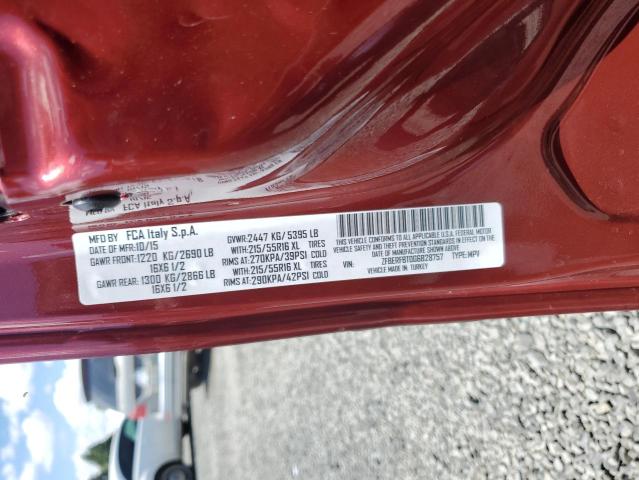 MFD BY FCA Italy S.p.A.
DATE OF MFR:10/15 GVWR:2447 KG/5395 LB
GAWR FRONT:1220 KG/2690 LB WITH:215/55R16 XL TIRES
16X6 1/2 RIMS AT:270KPA/39PSI COLD
GAWR REAR: 1300 KG/2866 LB WITH:215/55R16 XL TIRES
16X6 1/2 RIMS AT:290KPA/42PSI COLD
THIS VEHICLE CONFORMS TO ALL APPLICABLE U.S.A. FEDERAL MOTOR
VEHICLE SAFETY STANDARDS IN EFFECT ON THE DATE OF
MANUFACTURE SHOWN ABOVE.
VIN: ZFBERFBT0G6828757 TYPE: MPV
VEHICLE MADE IN: TURKEY